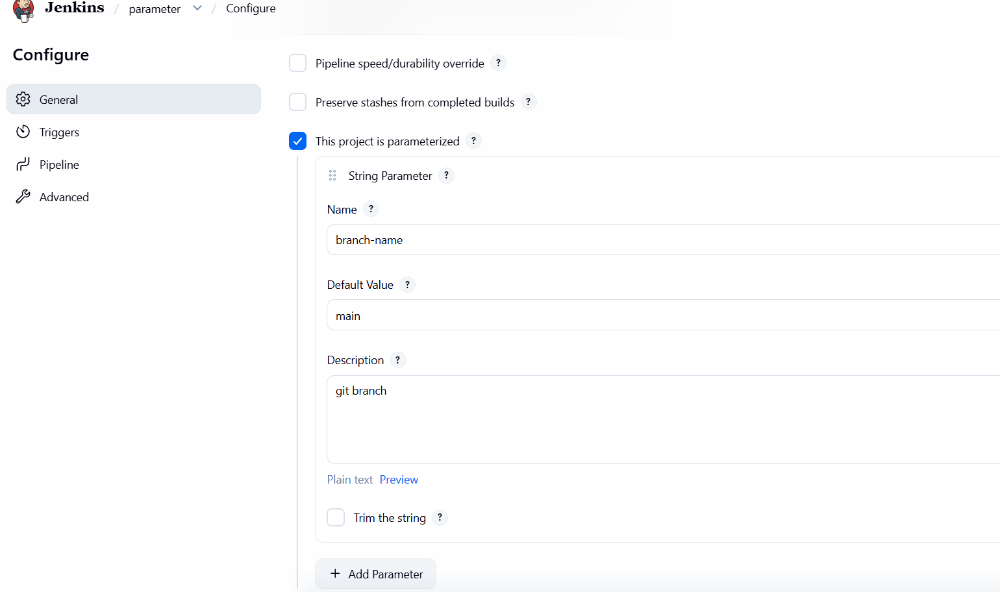 Jenkins / parameter / Configure
Configure
General
Triggers
Pipeline
Advanced
Pipeline speed/durability override ?
Preserve stashes from completed builds ?
This project is parameterized ?
String Parameter ?
Name ?
branch-name
Default Value ?
main
Description ?
git branch
Plain text Preview
Trim the string ?
+ Add Parameter